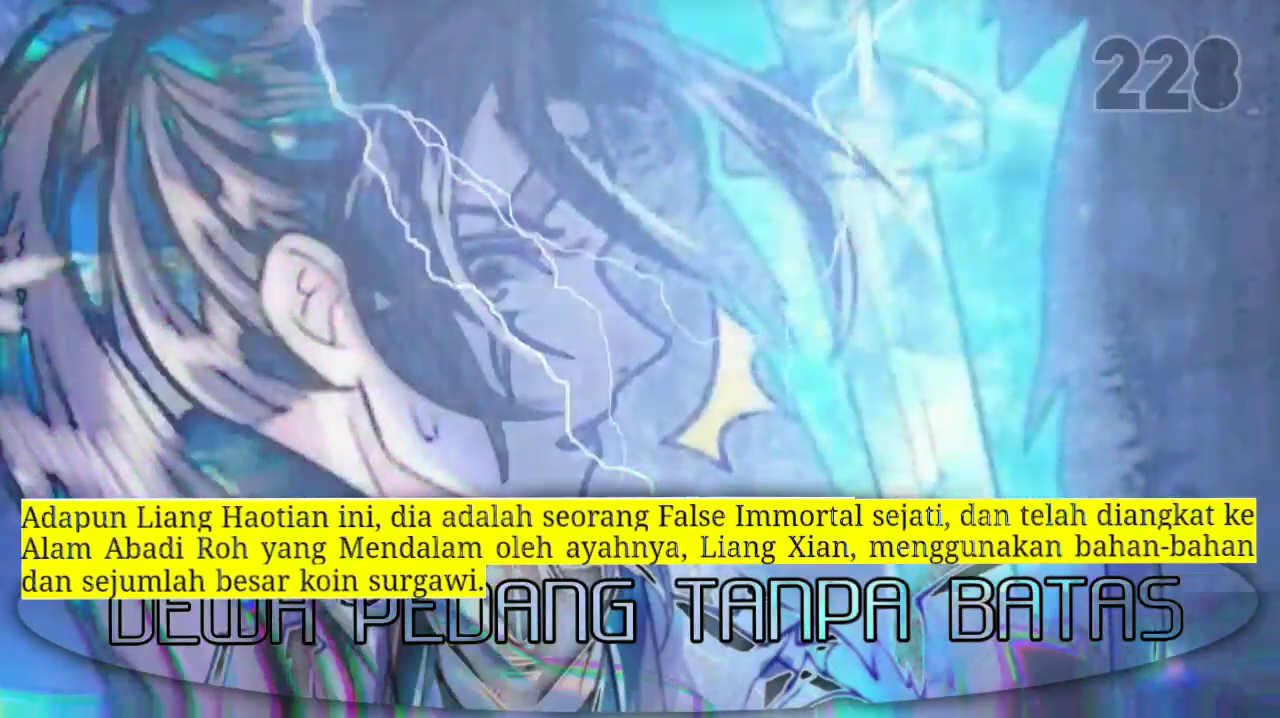 228
Adapun Liang Haotian ini, dia adalah seorang False Immortal sejati, dan telah diangkat ke
Alam Abadi Roh yang Mendalam oleh ayahnya, Liang Xian, menggunakan bahan-bahan
dan sejumlah besar koin surgawi.
DEWA PEDANG TANPA BATAS